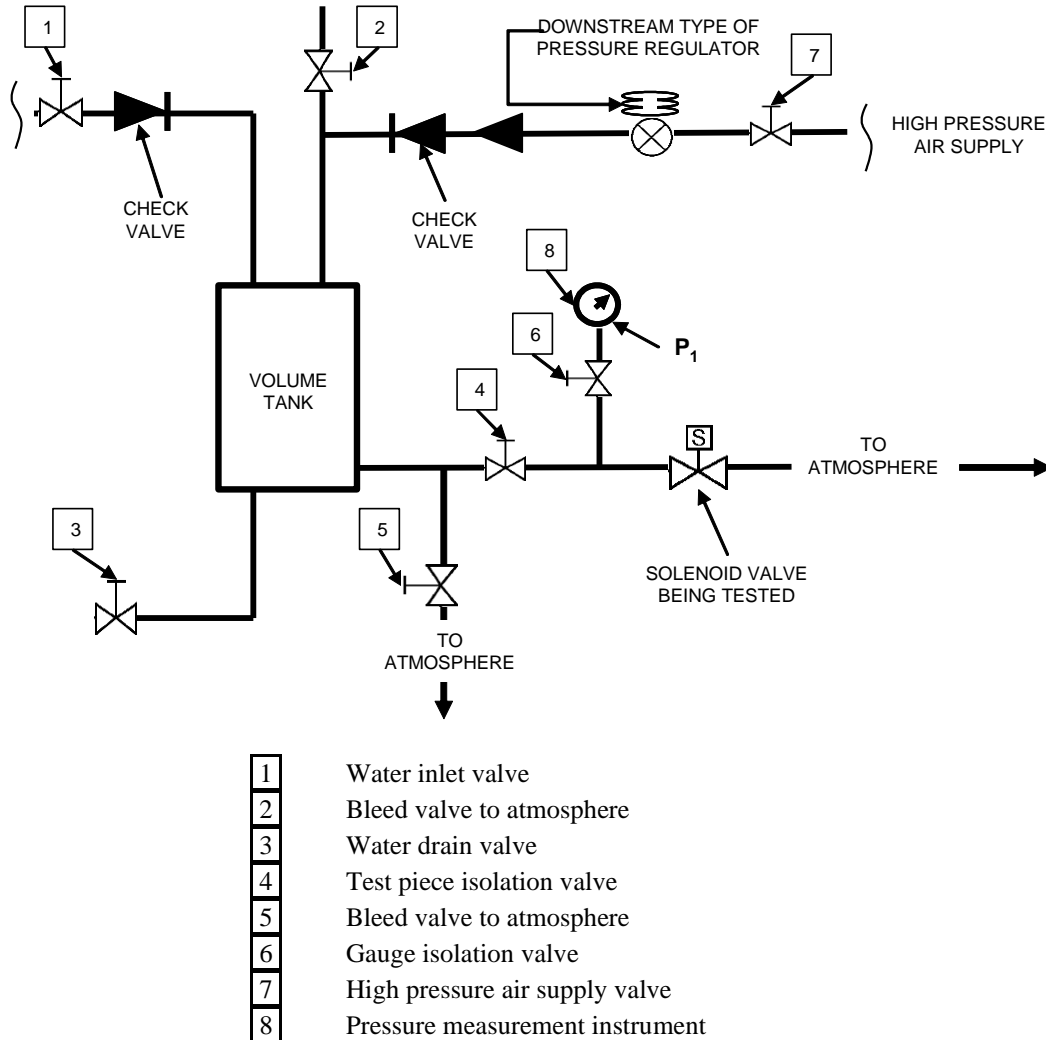 1
2
DOWNSTREAM TYPE OF
PRESSURE REGULATOR
7
HIGH PRESSURE
AIR SUPPLY
CHECK
VALVE
CHECK
VALVE
8
6
P1
VOLUME
TANK
4
S
TO
ATMOSPHERE
3
5
SOLENOID VALVE
BEING TESTED
TO
ATMOSPHERE
1 Water inlet valve
2 Bleed valve to atmosphere
3 Water drain valve
4 Test piece isolation valve
5 Bleed valve to atmosphere
6 Gauge isolation valve
7 High pressure air supply valve
8 Pressure measurement instrument